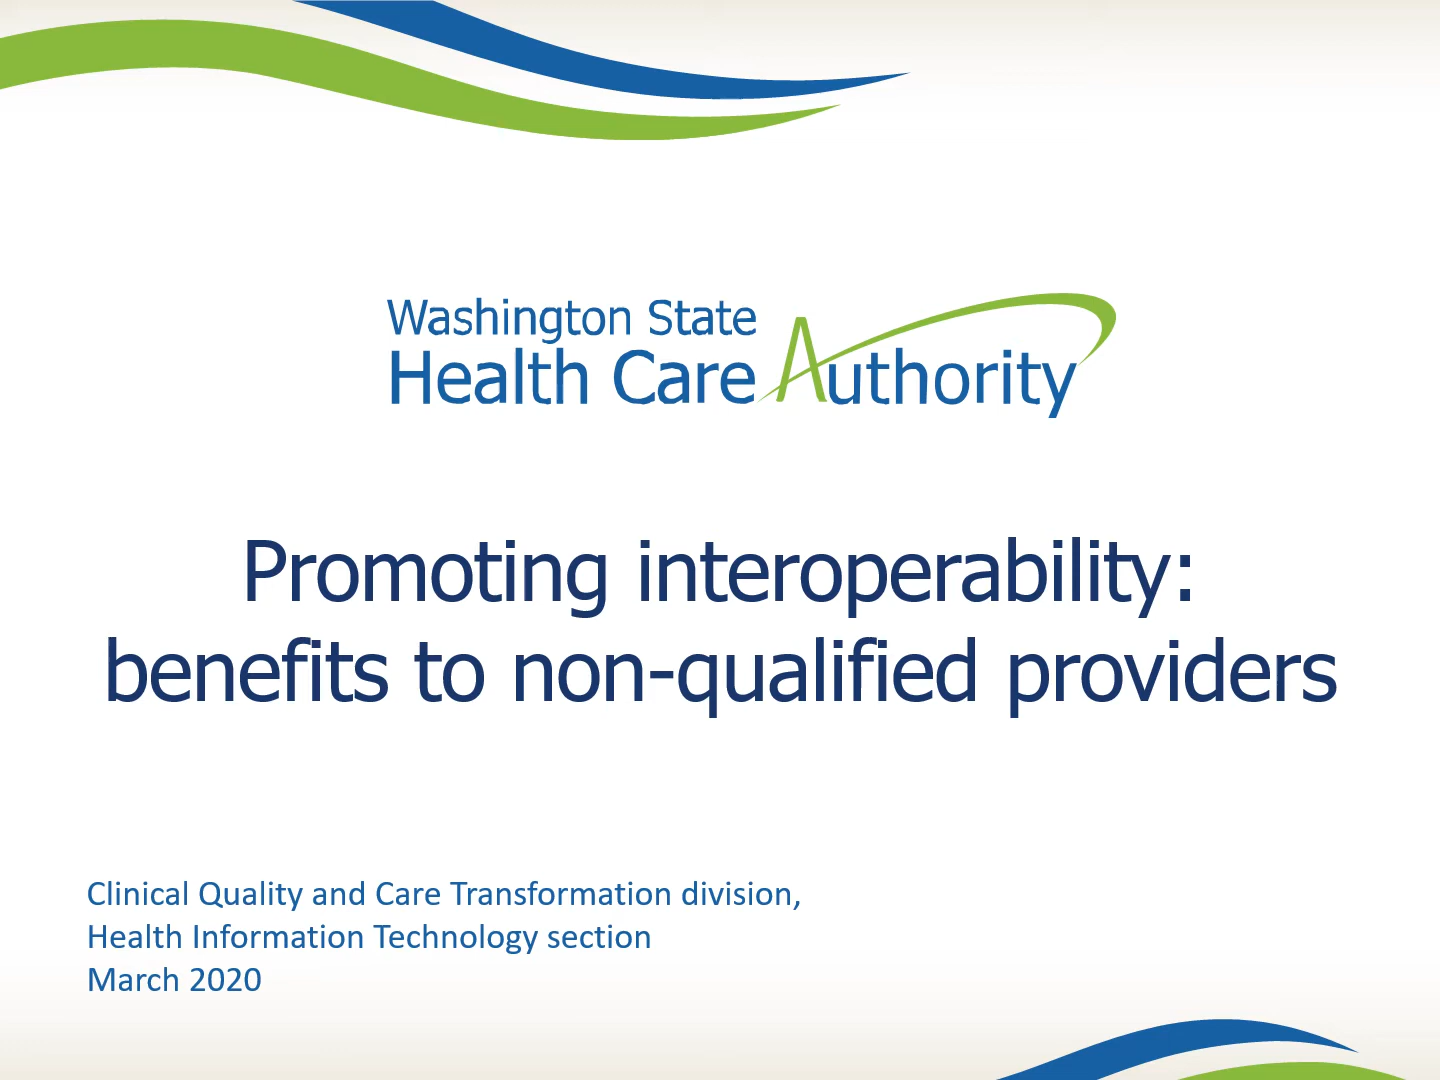 Washington State
Health Care Authority
Promoting interoperability:
benefits to non-qualified providers
Clinical Quality and Care Transformation division,
Health Information Technology section
March 2020